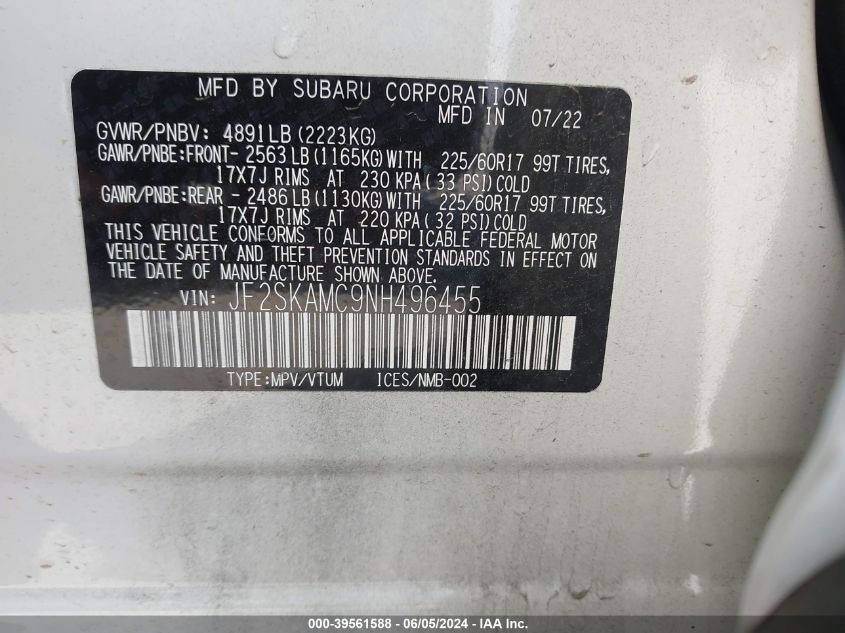 MFD BY SUBARU CORPORATION
MFD IN 07/22
GVWR/PNBV: 4891LB(2223KG)
GAWR/PNBE:FRONT- 2563LB(1165KG)WITH 225/60R17 99T TIRES,
17X7J RIMS AT 230 KPA( 33 PSI)COLD
GAWR/PNBE:REAR - 2486LB(1130KG)WITH 225/60R17 99T TIRES,
17X7J RIMS AT 220 KPA( 32 PSI)COLD
THIS VEHICLE CONFORMS TO ALL APPLICABLE FEDERAL MOTOR
VEHICLE SAFETY AND THEFT PREVENTION STANDARDS IN EFFECT ON
THE DATE OF MANUFACTURE SHOWN ABOVE.
VIN: JF2SKAMC9NH496455
TYPE:MPV/VTUM ICES/NMB-002
000-39561588 - 06/05/2024 - IAA Inc.